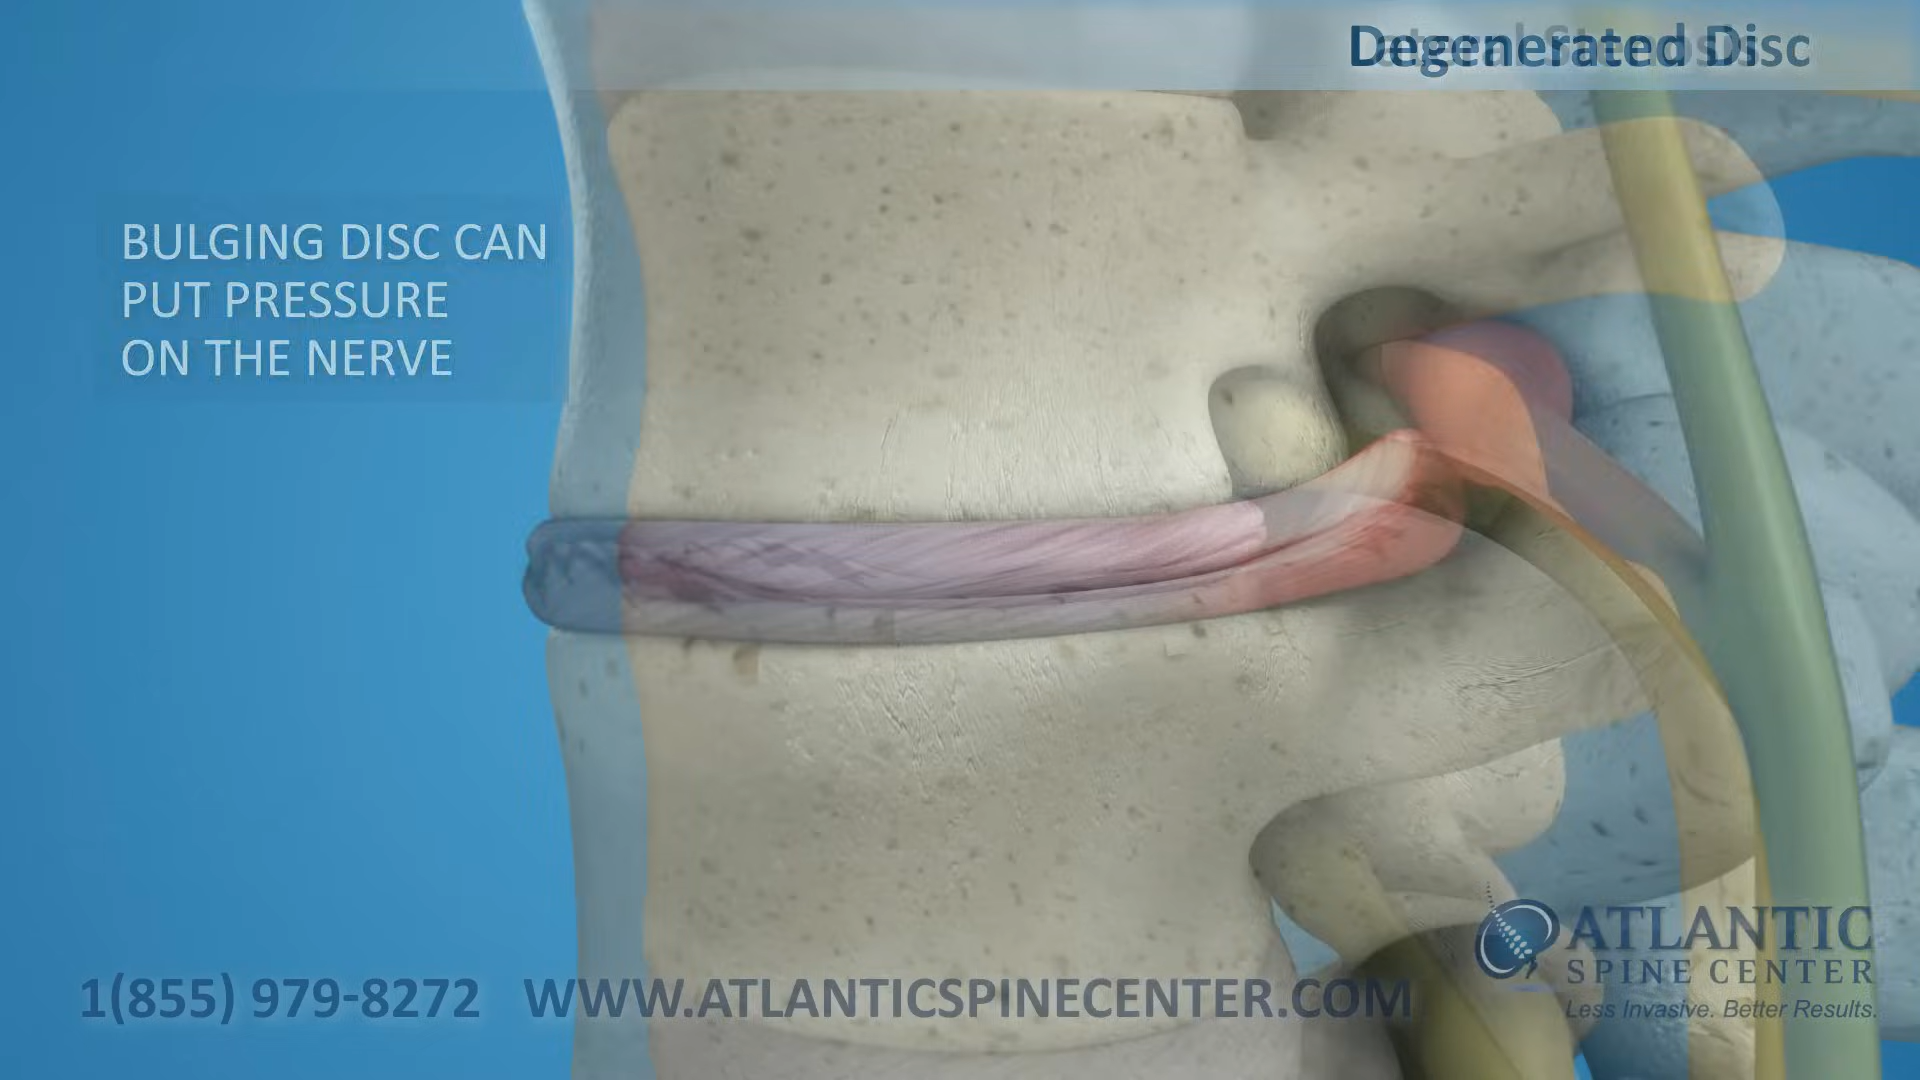 Degenerated Disc
BULGING DISC CAN
PUT PRESSURE
ON THE NERVE
ATLANTIC
SPINE CENTER
Less Invasive. Better Results.
1(855) 979-8272 WWW.ATLANTICSPINECENTER.COM